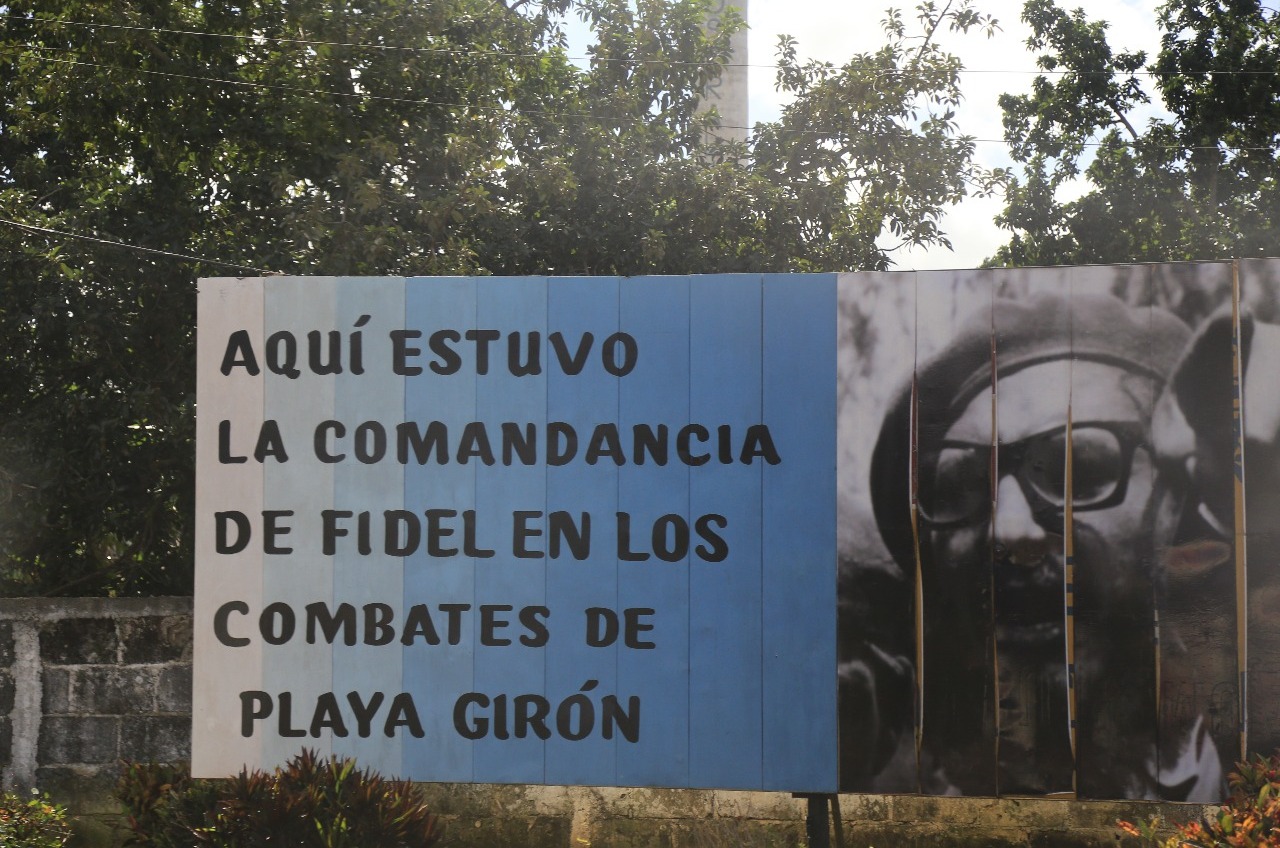 AQUÍ ESTUVO
LA COMANDANCIA
DE FIDEL EN LOS
COMBATES DE
PLAYA GIRÓN